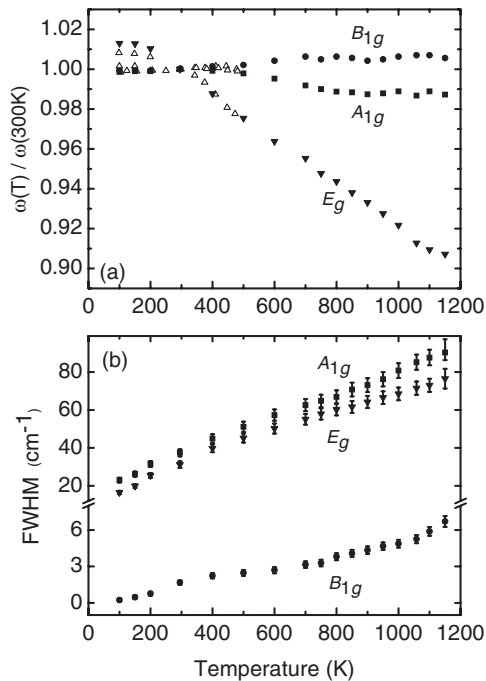 1.02
1.00
0.98
0.96
0.94
0.92
0.90
ω(T) / ω(300K)
B1g
A1g
Eg
(a)
0 200 400 600 800 1000 1200
(b)
80
60
40
20
6
3
0
FWHM (cm-1)
A1g
Eg
B1g
0 200 400 600 800 1000 1200
Temperature (K)